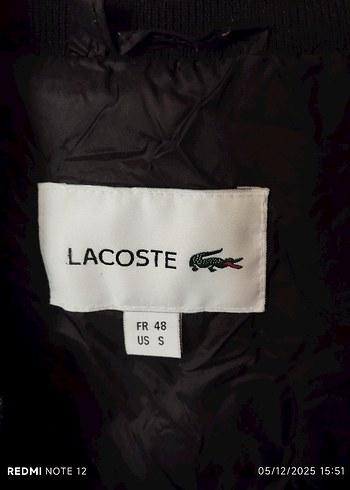 LACOSTE
FR 48
US S
REDMI NOTE 12
05/12/2025 15:51